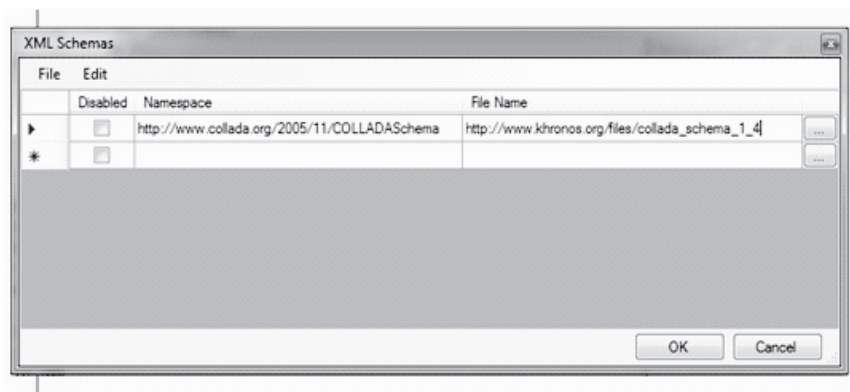 XML Schemas
File Edit
Disabled Namespace File Name
http://www.collada.org/2005/11/COLLADASchema http://www.khronos.org/files/collada_schema_1_4 ...
...
OK Cancel